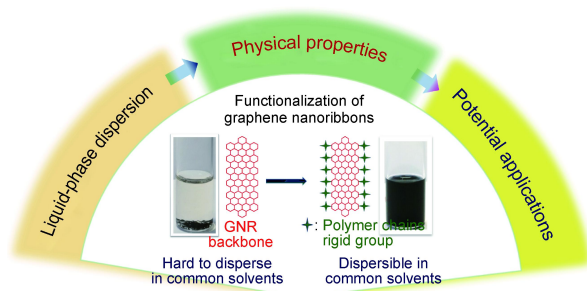 Liquid-phase dispersion
Physical properties
Potential applications
Functionalization of
graphene nanoribbons
GNR
backbone
: Polymer chains
rigid group
Hard to disperse
in common solvents
Dispersible in
common solvents